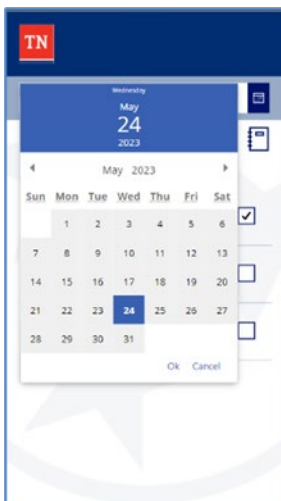 TN
Wednesday
May
24
2023
May 2023
Sun Mon Tue Wed Thu Fri Sat
1 2 3 4 5 6
7 8 9 10 11 12 13
14 15 16 17 18 19 20
21 22 23 24 25 26 27
28 29 30 31
Ok Cancel